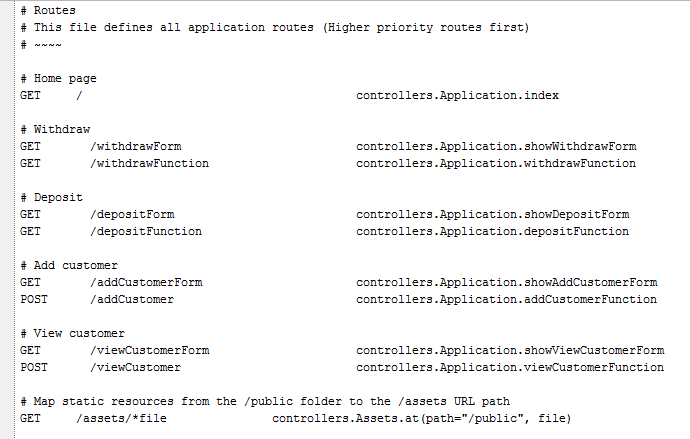 # Routes
# This file defines all application routes (Higher priority routes first)
# ~~~~
# Home page
GET     /                                       controllers.Application.index
# Withdraw
GET       /withdrawForm                         controllers.Application.showWithdrawForm
GET       /withdrawFunction                     controllers.Application.withdrawFunction
# Deposit
GET       /depositForm                          controllers.Application.showDepositForm
GET       /depositFunction                      controllers.Application.depositFunction
# Add customer
GET       /addCustomerForm                      controllers.Application.showAddCustomerForm
POST      /addCustomer                          controllers.Application.addCustomerFunction
# View customer
GET       /viewCustomerForm                     controllers.Application.showViewCustomerForm
POST      /viewCustomer                         controllers.Application.viewCustomerFunction
# Map static resources from the /public folder to the /assets URL path
GET     /assets/*file               controllers.Assets.at(path="/public", file)